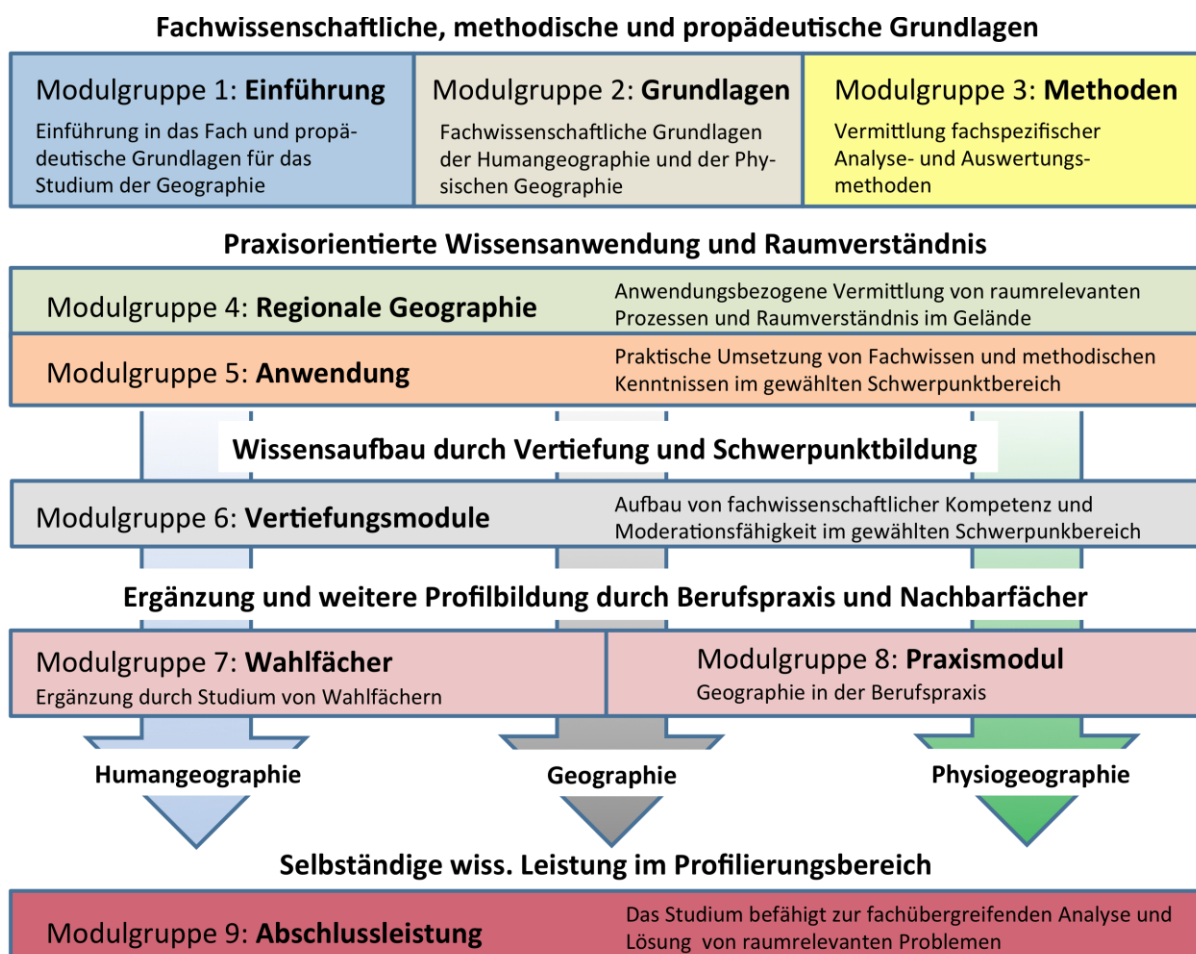 Fachwissenschaftliche, methodische und propädeutische Grundlagen
Modulgruppe 1: Einführung
Einführung in das Fach und propä-
deutische Grundlagen für das
Studium der Geographie
Modulgruppe 2: Grundlagen
Fachwissenschaftliche Grundlagen
der Humangeographie und der Phy-
sischen Geographie
Modulgruppe 3: Methoden
Vermittlung fachspezifischer
Analyse- und Auswertungs-
methoden
Praxisorientierte Wissensanwendung und Raumverständnis
Modulgruppe 4: Regionale Geographie
Anwendungsbezogene Vermittlung von raumrelevanten
Prozessen und Raumverständnis im Gelände
Modulgruppe 5: Anwendung
Praktische Umsetzung von Fachwissen und methodischen
Kenntnissen im gewählten Schwerpunktbereich
Wissensaufbau durch Vertiefung und Schwerpunktbildung
Modulgruppe 6: Vertiefungsmodule
Aufbau von fachwissenschaftlicher Kompetenz und
Moderationsfähigkeit im gewählten Schwerpunkbereich
Ergänzung und weitere Profilbildung durch Berufspraxis und Nachbarfächer
Modulgruppe 7: Wahlfächer
Ergänzung durch Studium von Wahlfächern
Modulgruppe 8: Praxismodul
Geographie in der Berufspraxis
Humangeographie
Geographie
Physiogeographie
Selbständige wiss. Leistung im Profilierungsbereich
Modulgruppe 9: Abschlussleistung
Das Studium befähigt zur fachübergreifenden Analyse und
Lösung von raumrelevanten Problemen